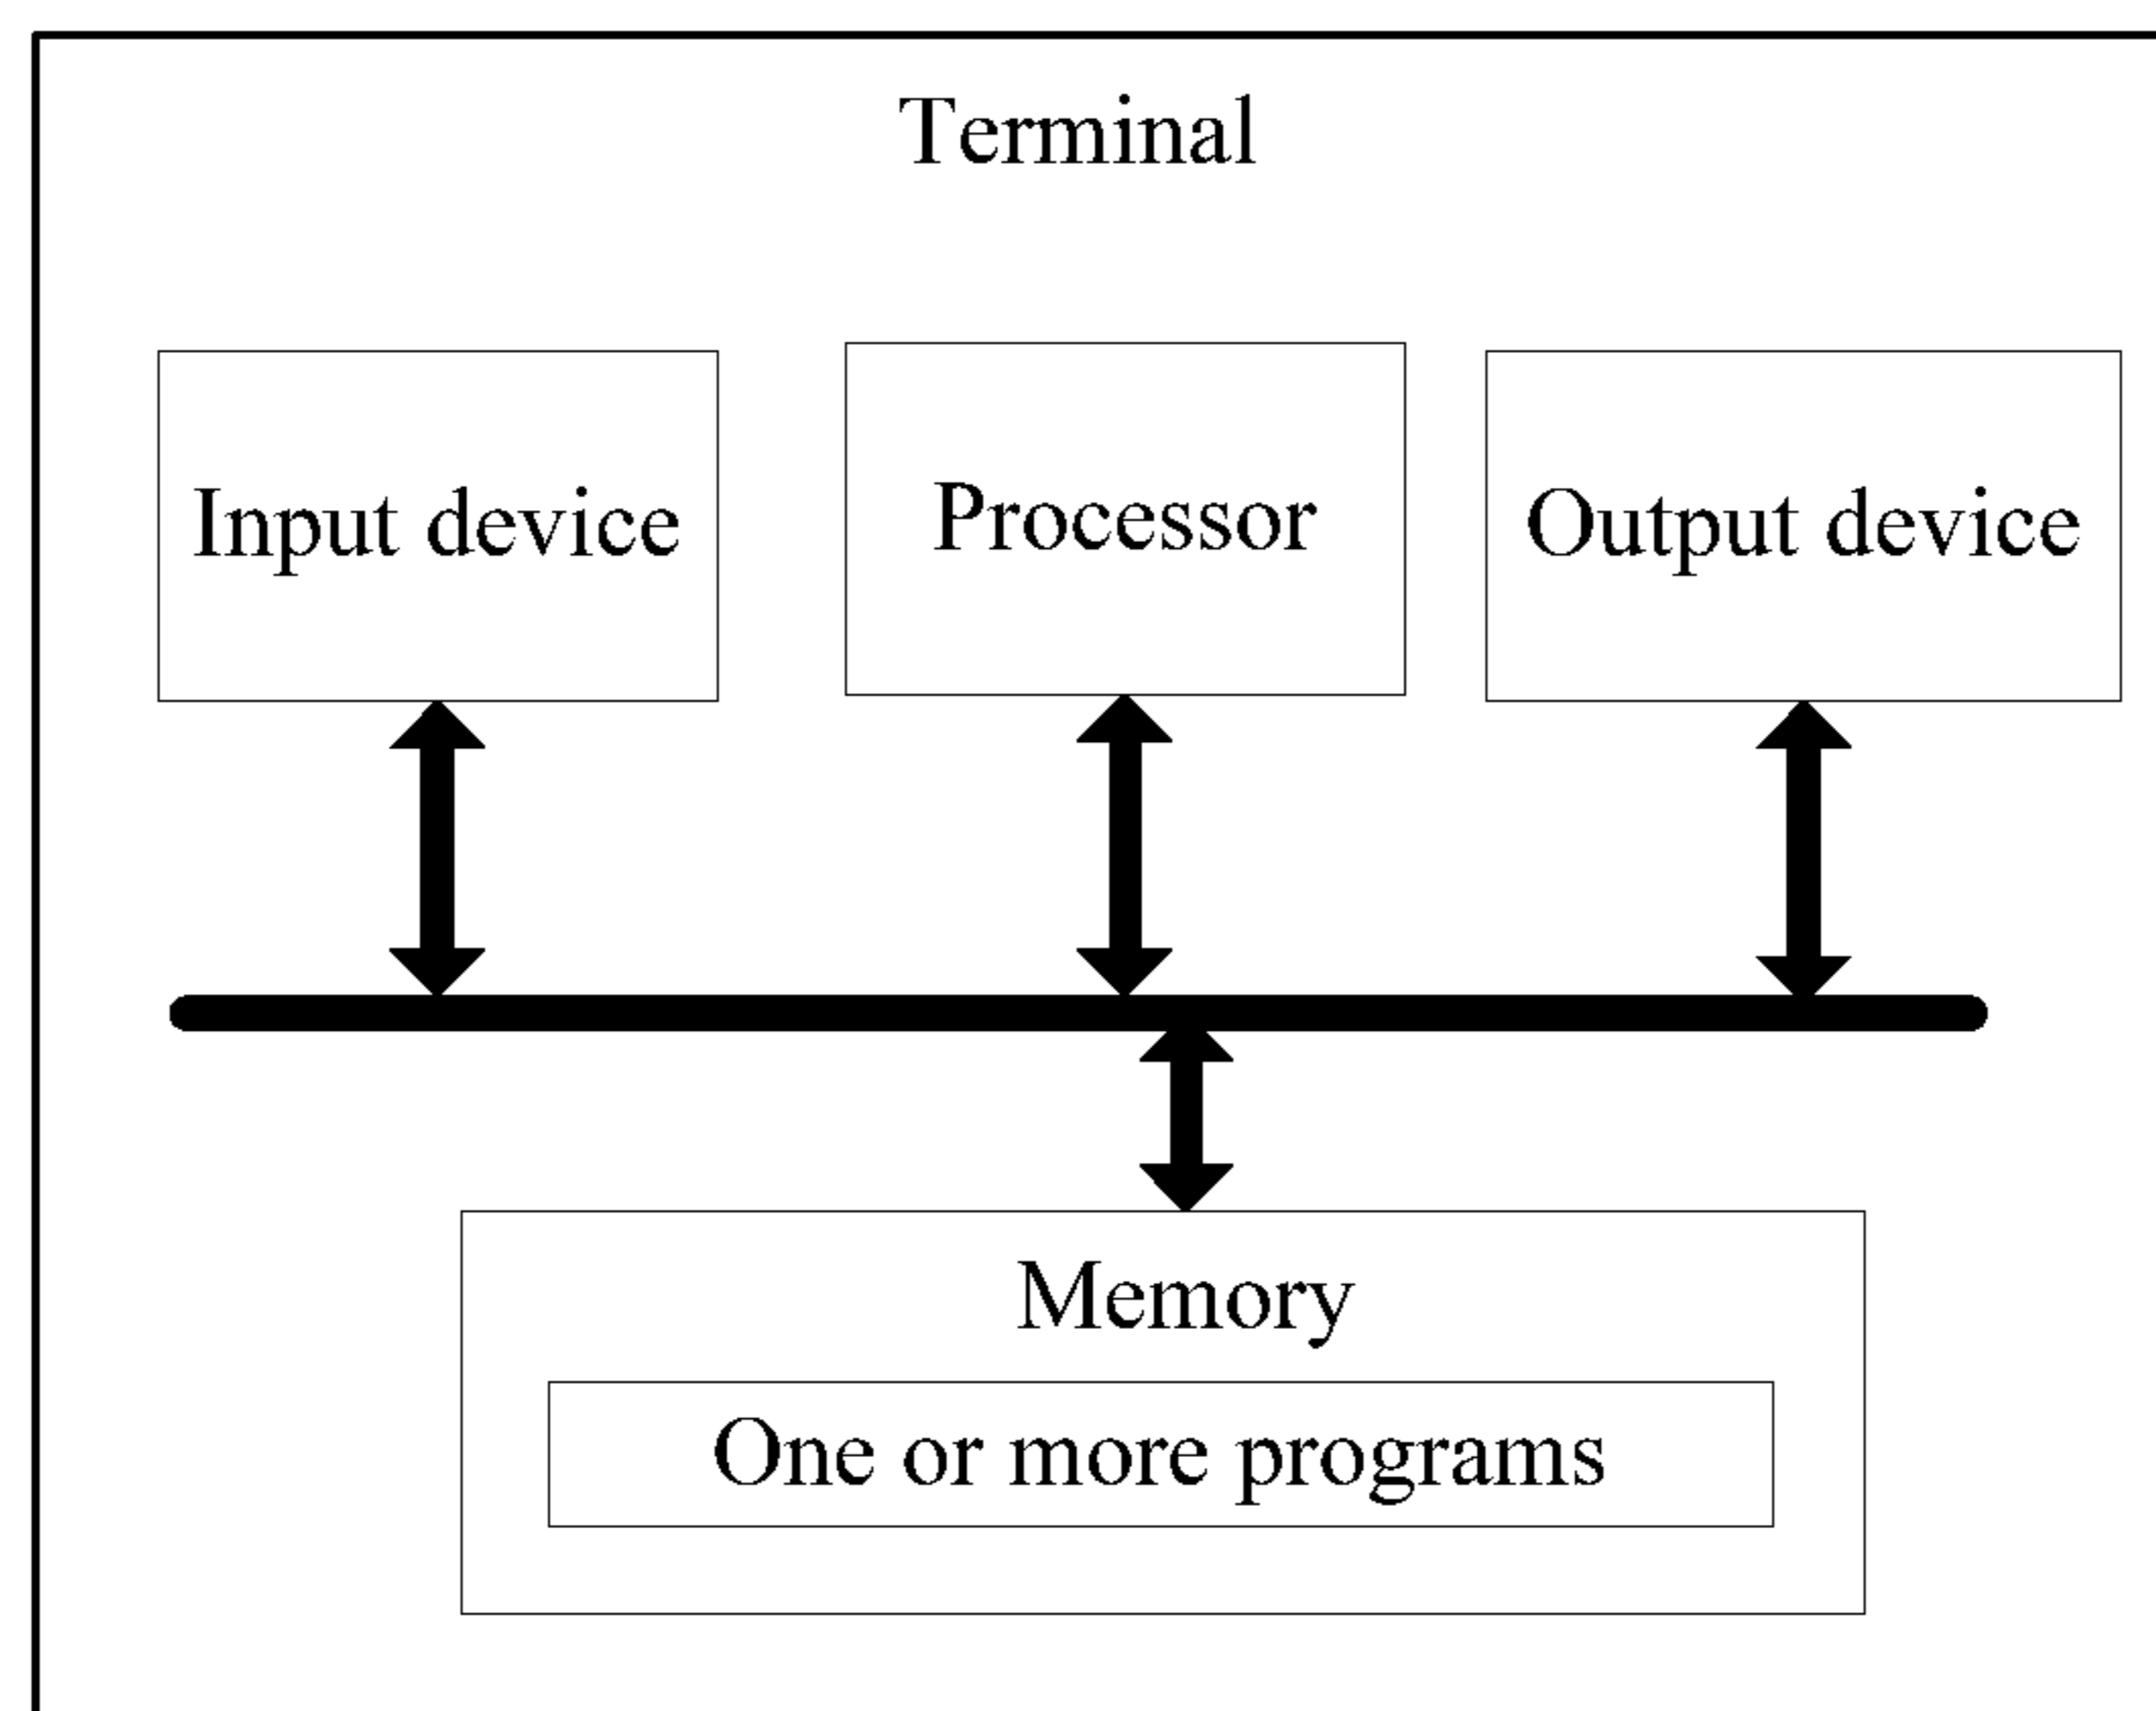 Terminal
Input device
Processor
Output device
Memory
One or more programs